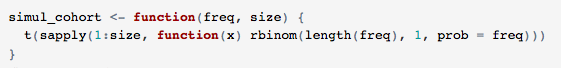 simul_cohort <- function(freq, size) {
  t(sapply(1:size, function(x) rbinom(length(freq), 1, prob = freq)))
}